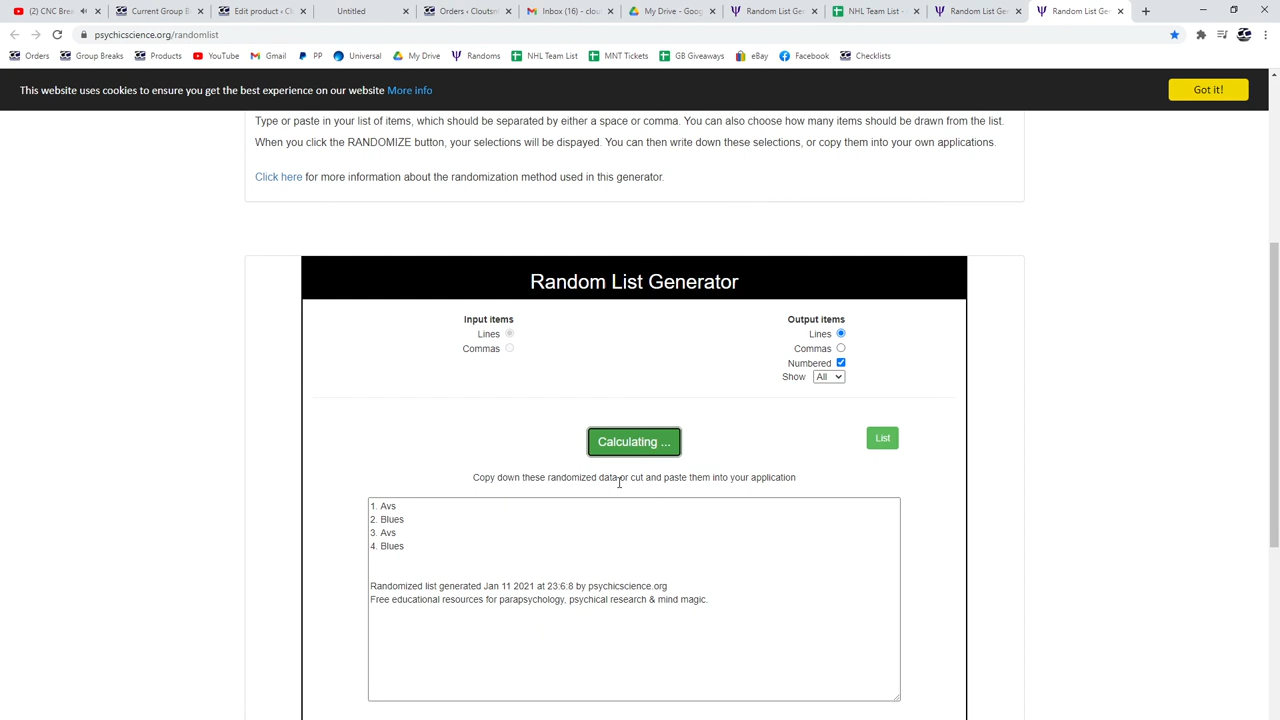 (2) CNC Brea
Current Group B
Edit product ‹ Cl
Untitled
Orders ‹ Cloutsn
Inbox (16) - clou
My Drive - Goog
Random List Ger
NHL Team List -
Random List Gen
Random List Ger
psychicscience.org/randomlist
Orders
Group Breaks
Products
YouTube
Gmail
PP
Universal
My Drive
Randoms
NHL Team List
MNT Tickets
GB Giveaways
eBay
Facebook
Checklists
This website uses cookies to ensure you get the best experience on our website More info
Got it!
Type or paste in your list of items, which should be separated by either a space or comma. You can also choose how many items should be drawn from the list.
When you click the RANDOMIZE button, your selections will be dispayed. You can then write down these selections, or copy them into your own applications.
Click here for more information about the randomization method used in this generator.
Random List Generator
Input items
Lines
Commas
Output items
Lines
Commas
Numbered
Show All
Calculating ...
List
Copy down these randomized data or cut and paste them into your application
1. Avs
2. Blues
3. Avs
4. Blues
Randomized list generated Jan 11 2021 at 23:6:8 by psychicscience.org
Free educational resources for parapsychology, psychical research & mind magic.